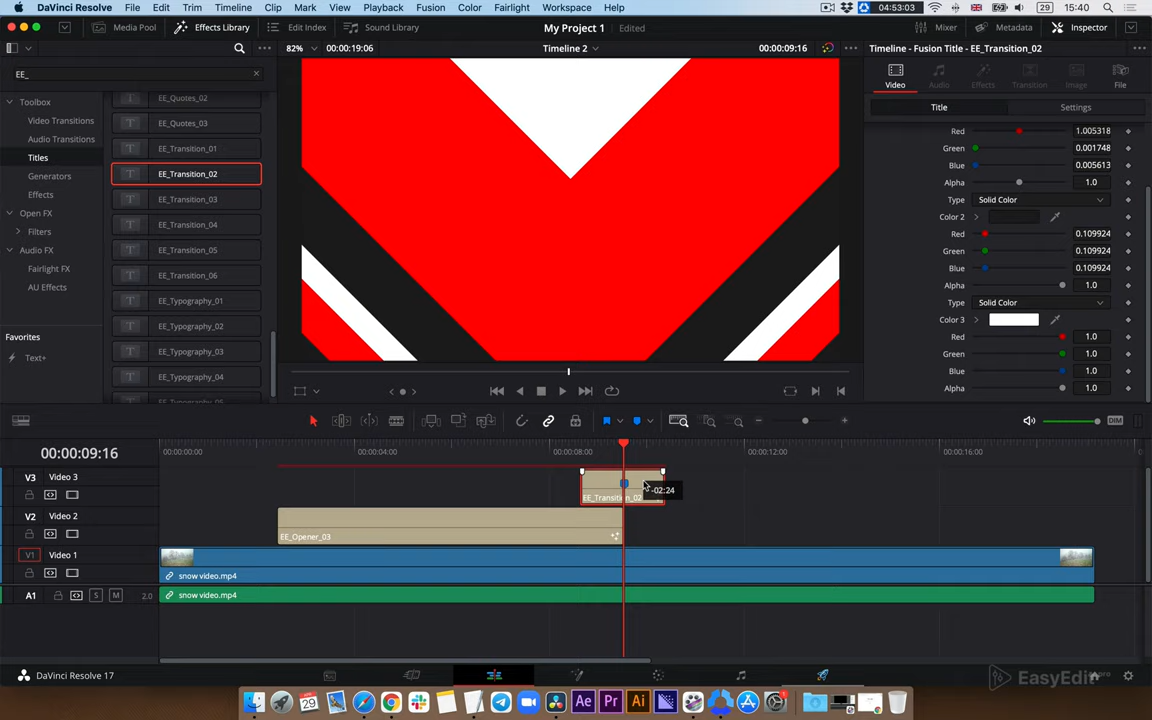 DaVinci Resolve File Edit Trim Timeline Clip Mark View Playback Fusion Color Fairlight Workspace Help 04:53:03 29 15:40
Media Pool Effects Library Edit Index Sound Library My Project 1 Edited Mixer Metadata Inspector
82% 00:00:19:06 Timeline 2 00:00:09:16 Timeline - Fusion Title - EE_Transition_02
EE_
Video Audio Effects Transition Image File
Title Settings
Toolbox
Video Transitions
Audio Transitions
Titles
Generators
Effects
Open FX
Filters
Audio FX
Fairlight FX
AU Effects
Favorites
Text+
EE_Quotes_02
EE_Quotes_03
EE_Transition_01
EE_Transition_02
EE_Transition_03
EE_Transition_04
EE_Transition_05
EE_Transition_06
EE_Typography_01
EE_Typography_02
EE_Typography_03
EE_Typography_04
Red 1.005318
Green 0.001748
Blue 0.005613
Alpha 1.0
Type Solid Color
Color 2
Red 0.109924
Green 0.109924
Blue 0.109924
Alpha 1.0
Type Solid Color
Color 3
Red 1.0
Green 1.0
Blue 1.0
Alpha 1.0
DIM
00:00:09:16 00:00:00:00 00:00:04:00 00:00:08:00 00:00:12:00 00:00:16:00
V3 Video 3
EE_Transition_02
-02:24
V2 Video 2
EE_Opener_03
V1 Video 1
snow video.mp4
A1 S M 2.0 snow video.mp4
DaVinci Resolve 17
EasyEdit
Ae Pr Ai